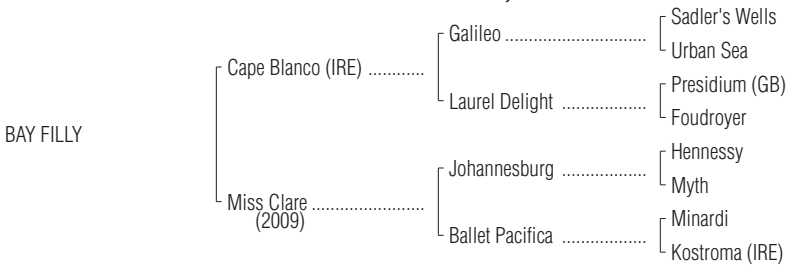 Sadler's Wells
Galileo ..............................
Urban Sea
Cape Blanco (IRE) ............
Presidium (GB)
Laurel Delight ..................
Foudroyer
BAY FILLY
Hennessy
Johannesburg ..................
Myth
Miss Clare ........................
(2009)
Minardi
Ballet Pacifica ..................
Kostroma (IRE)